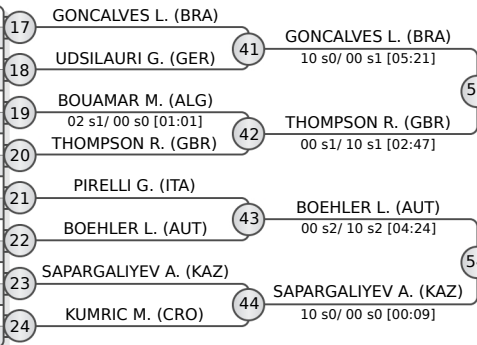 17
GONCALVES L. (BRA)
18
UDSILAURI G. (GER)
41
GONCALVES L. (BRA)
10 s0/ 00 s1 [05:21]
19
BOUAMAR M. (ALG)
02 s1/ 00 s0 [01:01]
20
THOMPSON R. (GBR)
42
THOMPSON R. (GBR)
00 s1/ 10 s1 [02:47]
21
PIRELLI G. (ITA)
22
BOEHLER L. (AUT)
43
BOEHLER L. (AUT)
00 s2/ 10 s2 [04:24]
23
SAPARGALIYEV A. (KAZ)
24
KUMRIC M. (CRO)
44
SAPARGALIYEV A. (KAZ)
10 s0/ 00 s0 [00:09]